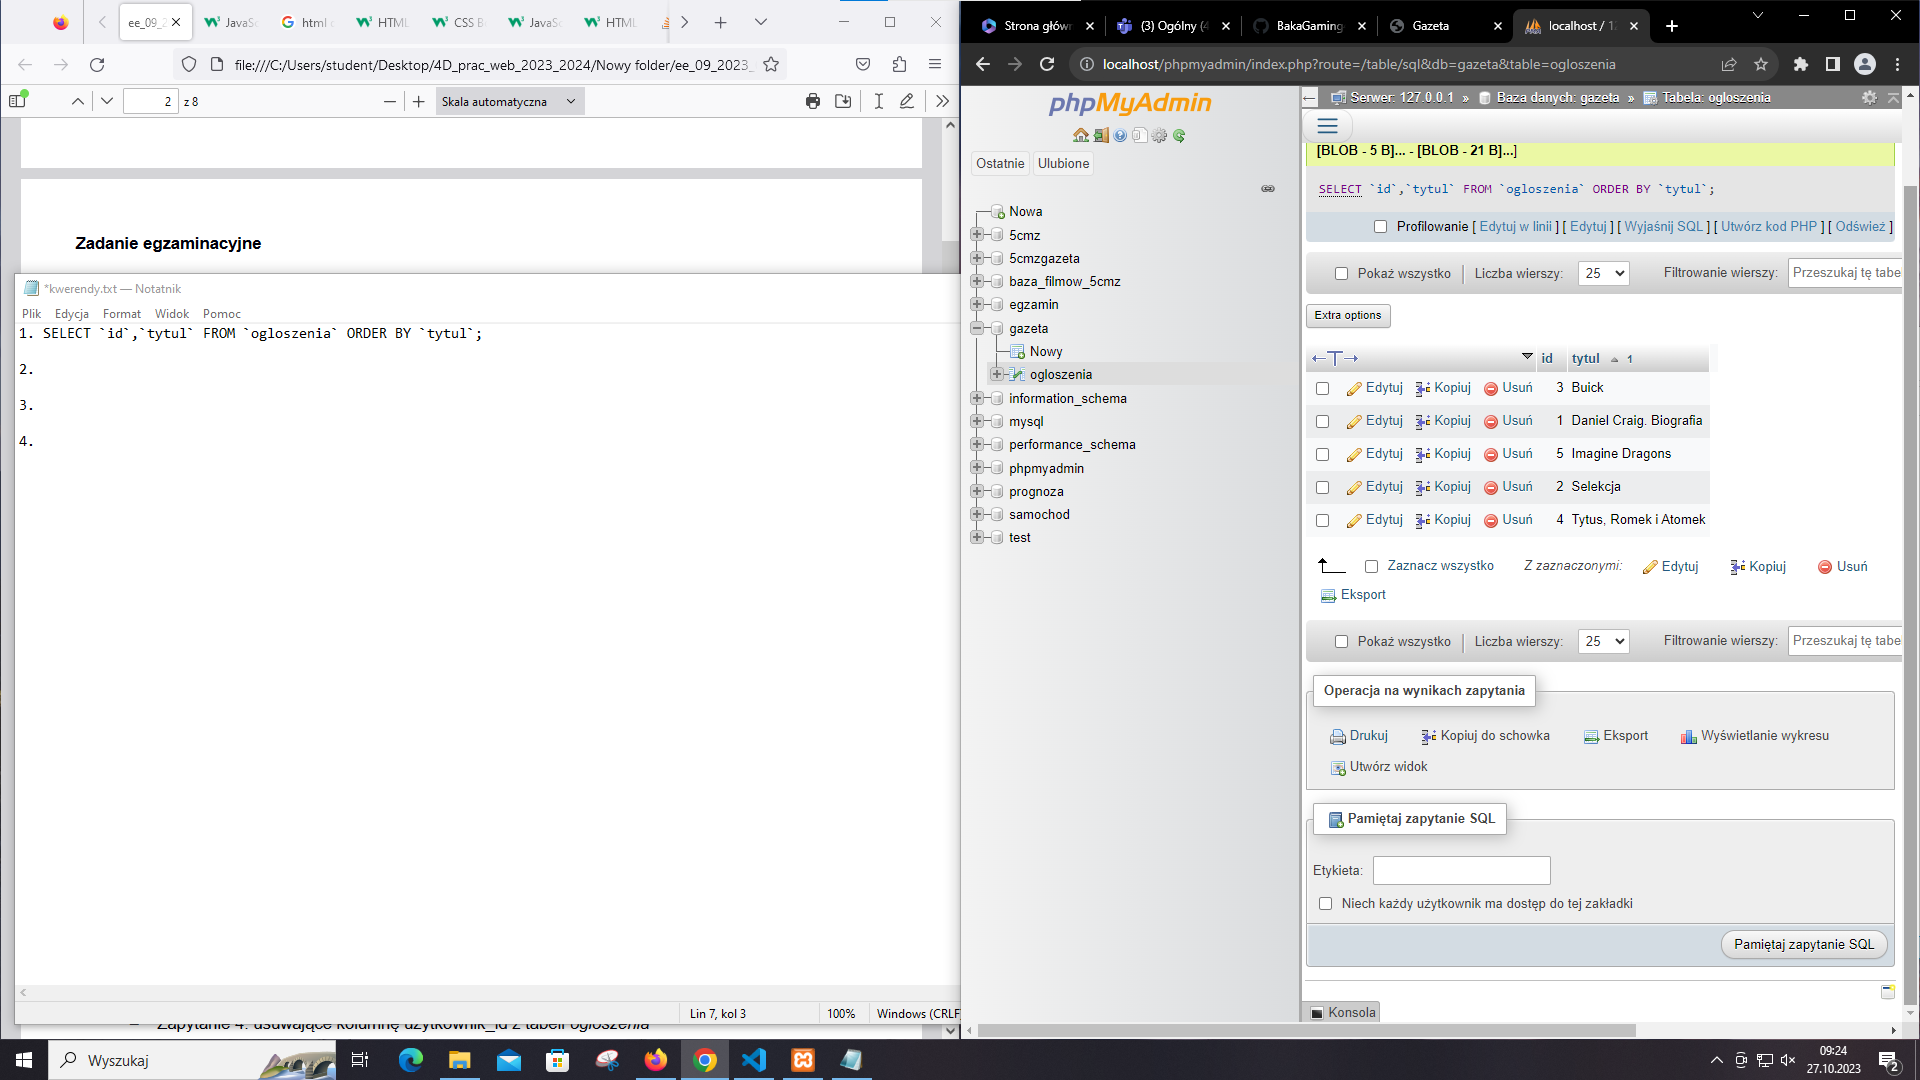 ee_09_2
JavaSc
html c
HTML
CSS B
JavaSc
HTML
file:///C:/Users/student/Desktop/4D_prac_web_2023_2024/Nowy folder/ee_09_2023_
2 z 8
Skala automatyczna
Zadanie egzaminacyjne
*kwerendy.txt — Notatnik
Plik Edycja Format Widok Pomoc
1. SELECT `id`,`tytul` FROM `ogloszenia` ORDER BY `tytul`;
2.
3.
4.
Lin 7, kol 3 100% Windows (CRLF
Zapytanie 4: usuwające kolumnę uzytkownik_id z tabeli ogloszenia
Strona główn
(3) Ogólny (4
BakaGaming
Gazeta
localhost / 12
localhost/phpmyadmin/index.php?route=/table/sql&db=gazeta&table=ogloszenia
phpMyAdmin
Ostatnie Ulubione
Nowa
5cmz
5cmzgazeta
baza_filmow_5cmz
egzamin
gazeta
Nowy
ogloszenia
information_schema
mysql
performance_schema
phpmyadmin
prognoza
samochod
test
Serwer: 127.0.0.1 » Baza danych: gazeta » Tabela: ogloszenia
[BLOB - 5 B]... - [BLOB - 21 B]...]
SELECT `id`,`tytul` FROM `ogloszenia` ORDER BY `tytul`;
Profilowanie [ Edytuj w linii ] [ Edytuj ] [ Wyjaśnij SQL ] [ Utwórz kod PHP ] [ Odśwież ]
Pokaż wszystko Liczba wierszy: 25 Filtrowanie wierszy: Przeszukaj tę tabe
Extra options
id tytul 1
Edytuj Kopiuj Usuń 3 Buick
Edytuj Kopiuj Usuń 1 Daniel Craig. Biografia
Edytuj Kopiuj Usuń 5 Imagine Dragons
Edytuj Kopiuj Usuń 2 Selekcja
Edytuj Kopiuj Usuń 4 Tytus, Romek i Atomek
Zaznacz wszystko Z zaznaczonymi: Edytuj Kopiuj Usuń
Eksport
Pokaż wszystko Liczba wierszy: 25 Filtrowanie wierszy: Przeszukaj tę tabe
Operacja na wynikach zapytania
Drukuj Kopiuj do schowka Eksport Wyświetlanie wykresu
Utwórz widok
Pamiętaj zapytanie SQL
Etykieta:
Niech każdy użytkownik ma dostęp do tej zakładki
Pamiętaj zapytanie SQL
Konsola
Wyszukaj
09:24
27.10.2023
2